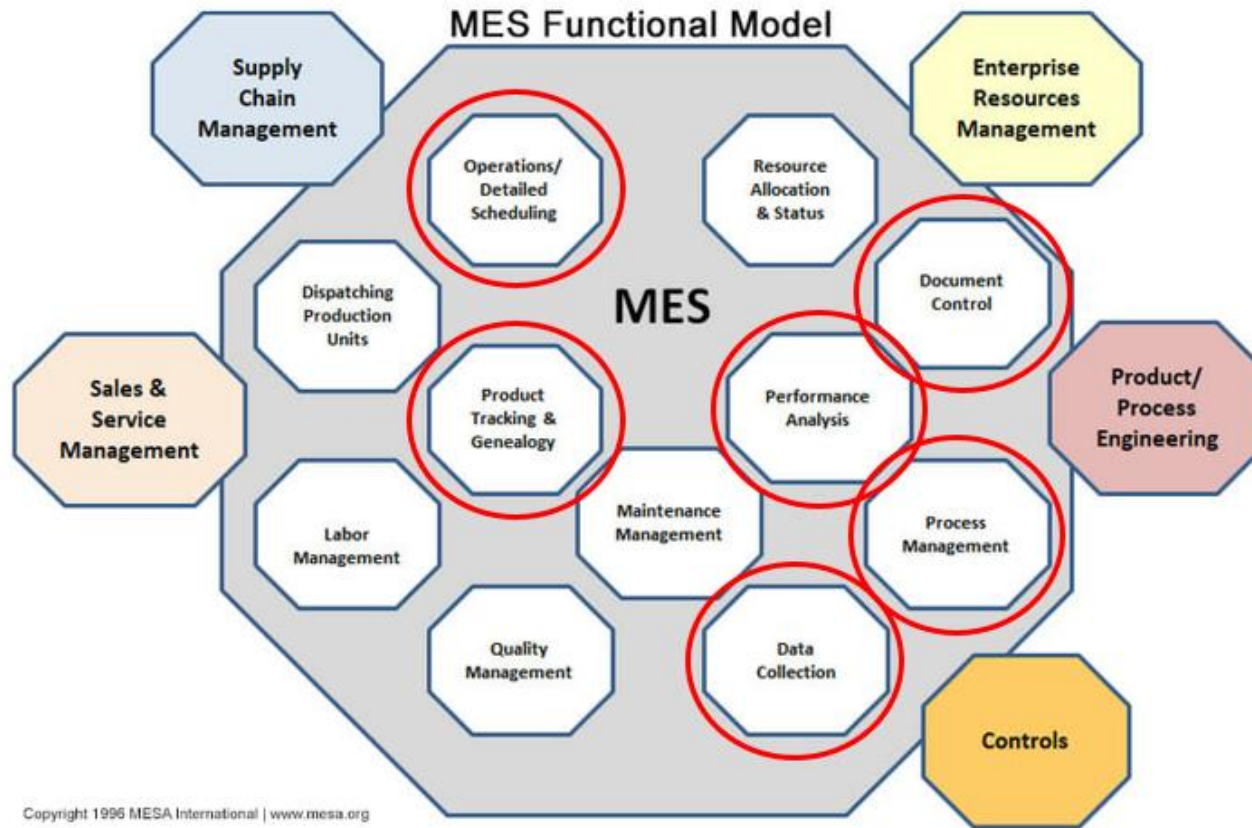 MES Functional Model
Supply
Chain
Management
Enterprise
Resources
Management
Operations/
Detailed
Scheduling
Resource
Allocation
& Status
Document
Control
Dispatching
Production
Units
MES
Sales &
Service
Management
Product
Tracking &
Genealogy
Performance
Analysis
Product/
Process
Engineering
Labor
Management
Maintenance
Management
Process
Management
Quality
Management
Data
Collection
Controls
Copyright 1996 MESA International | www.mesa.org